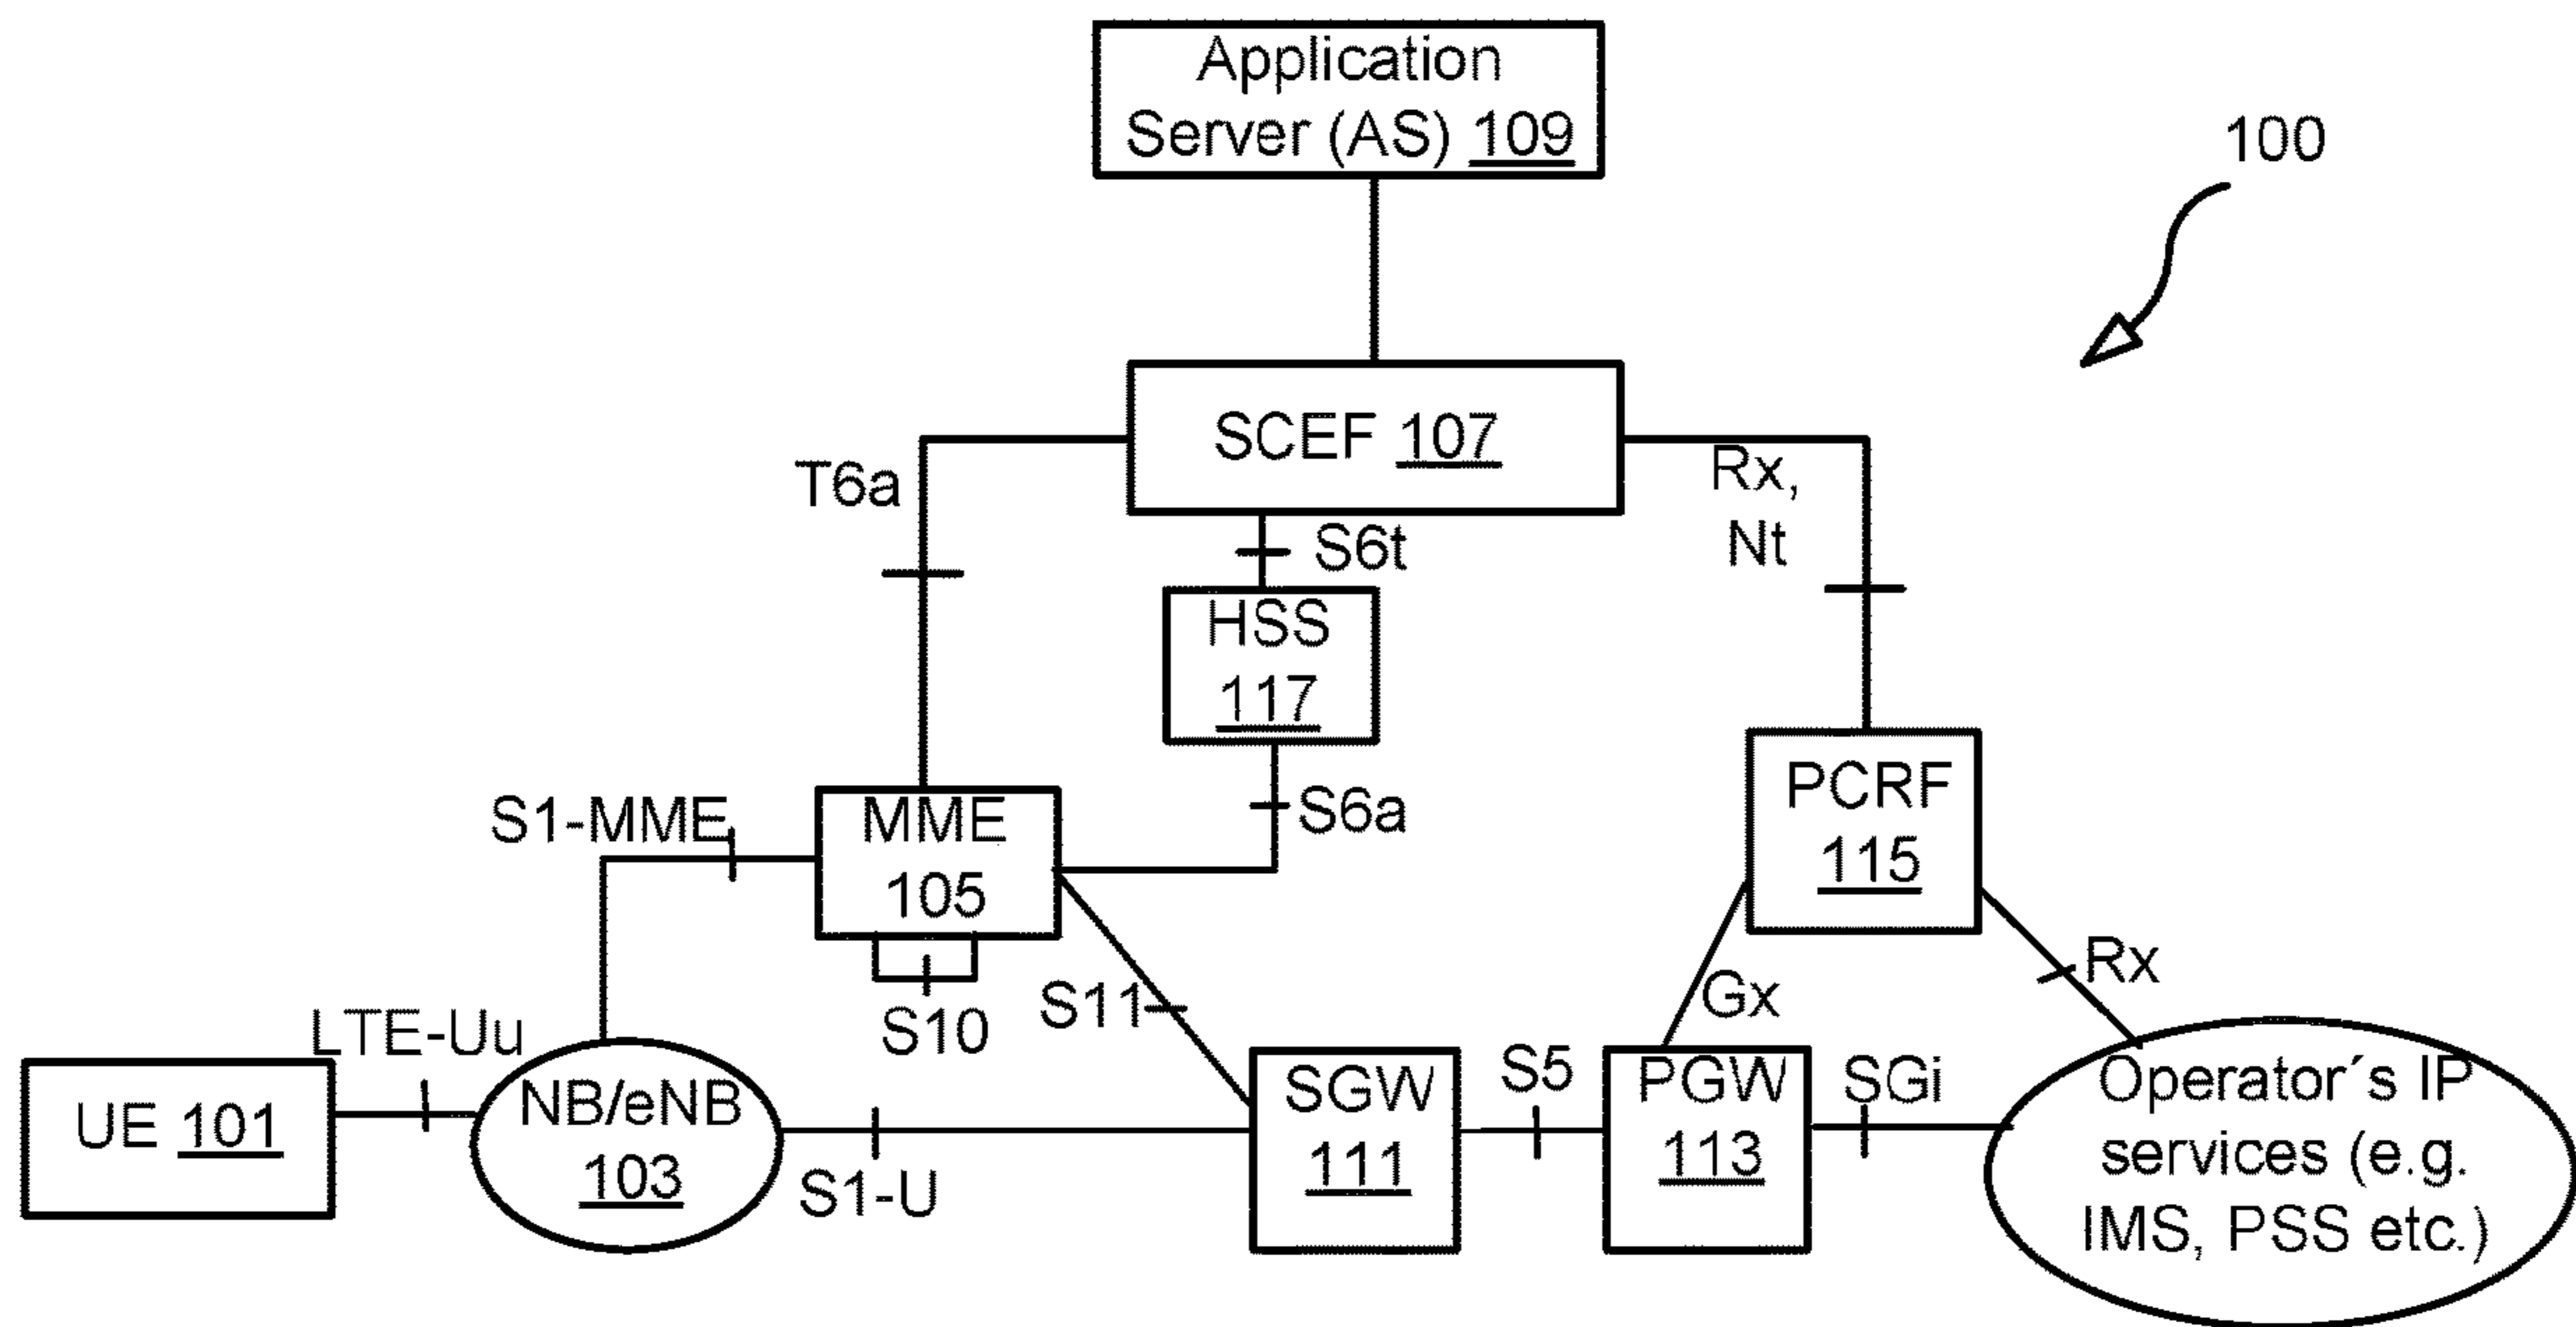 Application
Server (AS) 109
100
SCEF 107
T6a
Rx,
Nt
S6t
HSS
117
S6a
PCRF
115
S1-MME
MME
105
S10
S11
Gx
Rx
LTE-Uu
UE 101
NB/eNB
103
S1-U
SGW
111
S5
PGW
113
SGi
Operator´s IP
services (e.g.
IMS, PSS etc.)